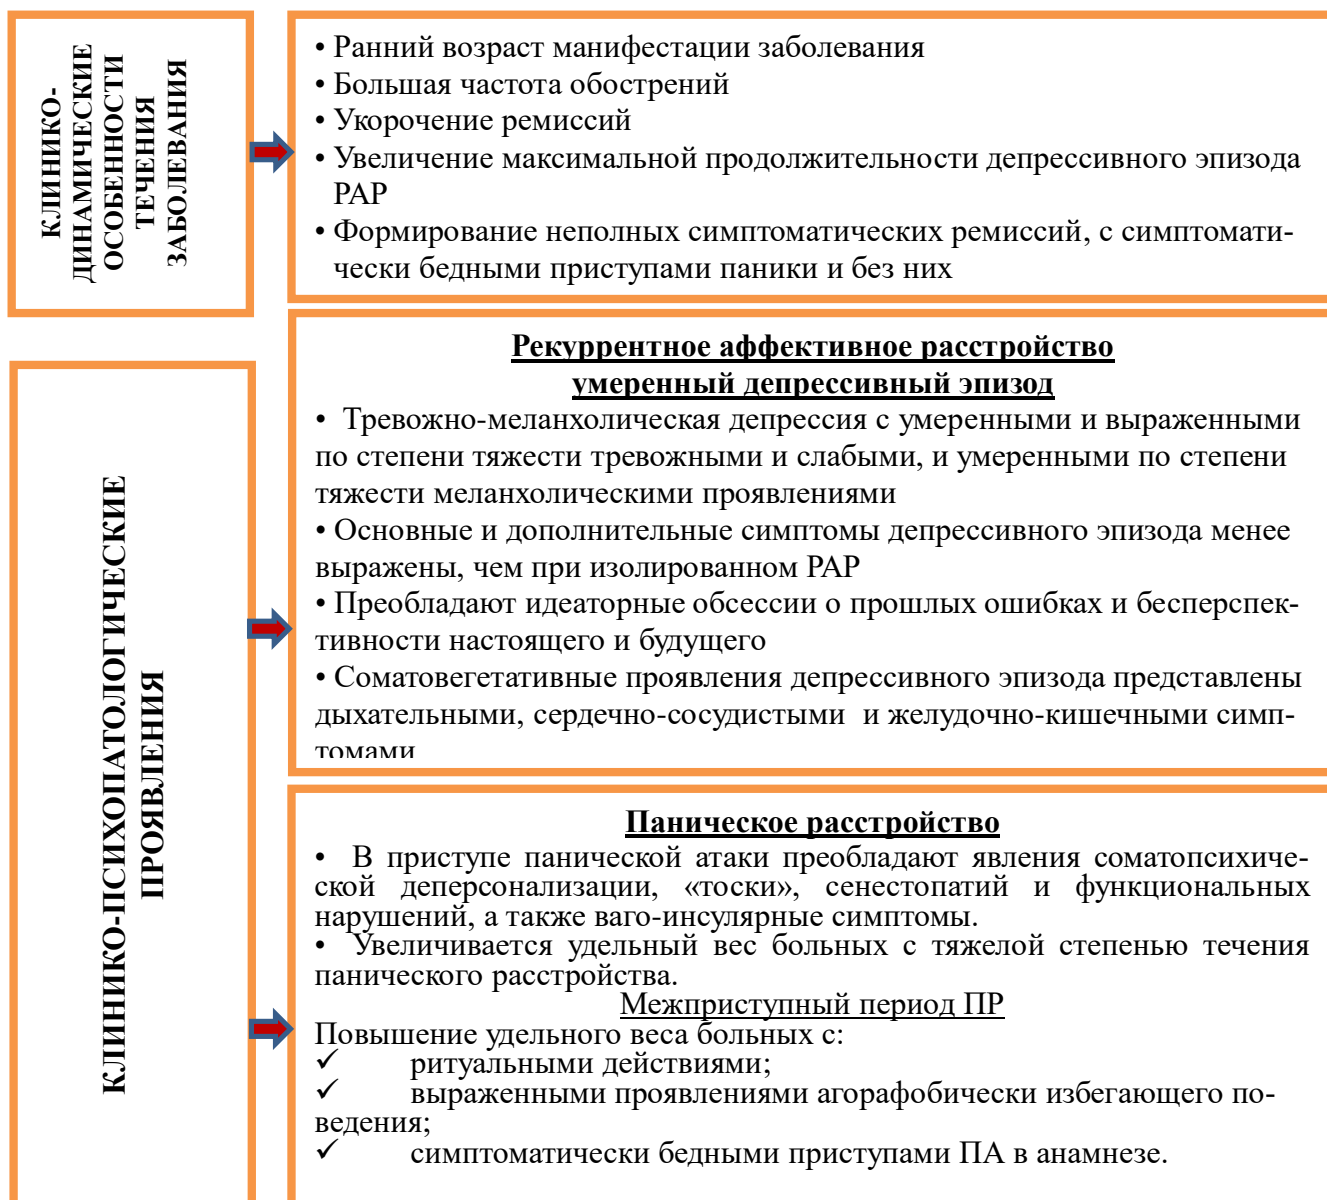 КЛИНИКО-
ДИНАМИЧЕСКИЕ
ОСОБЕННОСТИ
ТЕЧЕНИЯ
ЗАБОЛЕВАНИЯ
• Ранний возраст манифестации заболевания
• Большая частота обострений
• Укорочение ремиссий
• Увеличение максимальной продолжительности депрессивного эпизода
РАР
• Формирование неполных симптоматических ремиссий, с симптомати-
чески бедными приступами паники и без них
КЛИНИКО-ПСИХОПАТОЛОГИЧЕСКИЕ
ПРОЯВЛЕНИЯ
Рекуррентное аффективное расстройство
умеренный депрессивный эпизод
• Тревожно-меланхолическая депрессия с умеренными и выраженными
по степени тяжести тревожными и слабыми, и умеренными по степени
тяжести меланхолическими проявлениями
• Основные и дополнительные симптомы депрессивного эпизода менее
выражены, чем при изолированном РАР
• Преобладают идеаторные обсессии о прошлых ошибках и бесперспек-
тивности настоящего и будущего
• Соматовегетативные проявления депрессивного эпизода представлены
дыхательными, сердечно-сосудистыми и желудочно-кишечными симп-
томами
Паническое расстройство
• В приступе панической атаки преобладают явления соматопсихиче-
ской деперсонализации, «тоски», сенестопатий и функциональных
нарушений, а также ваго-инсулярные симптомы.
• Увеличивается удельный вес больных с тяжелой степенью течения
панического расстройства.
Межприступный период ПР
Повышение удельного веса больных с:
✓ ритуальными действиями;
✓ выраженными проявлениями агорафобически избегающего по-
ведения;
✓ симптоматически бедными приступами ПА в анамнезе.